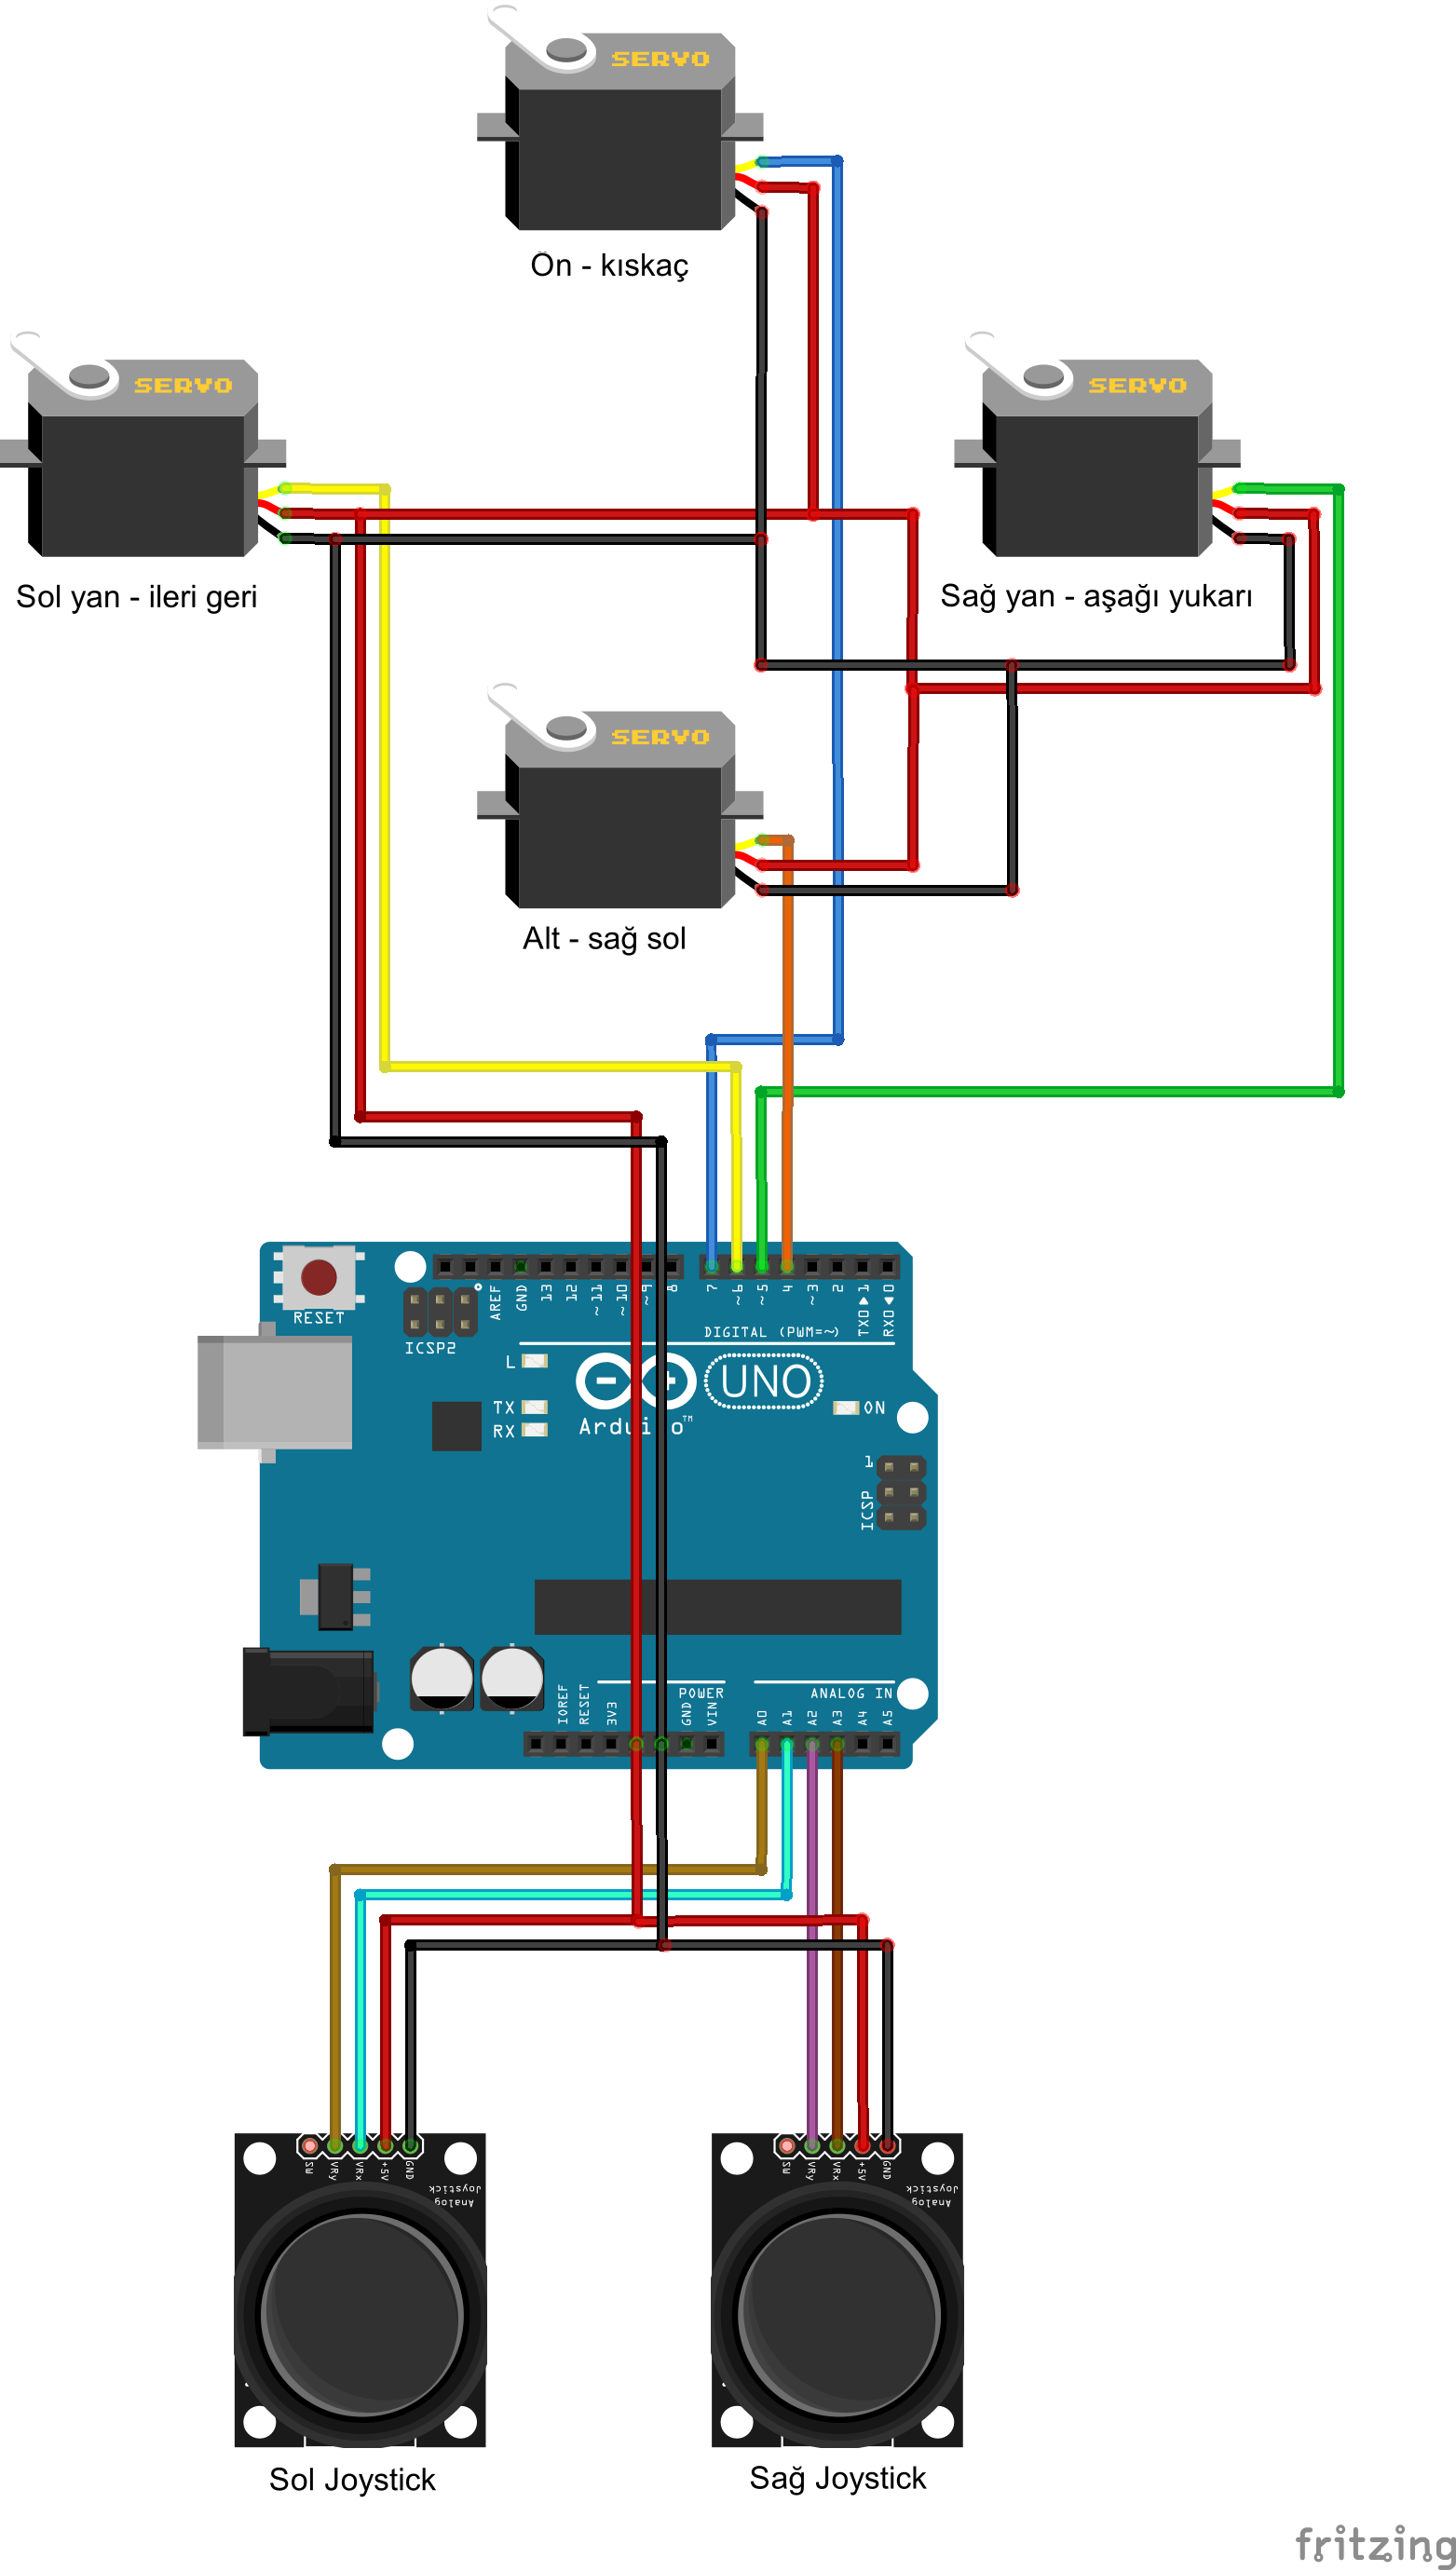 SERVO
Ön - kıskaç
SERVO
SERVO
Sol yan - ileri geri
Sağ yan - aşağı yukarı
SERVO
Alt - sağ sol
RESET
ICSP2
AREF
GND
13
12
~11
~10
~9
8
7
~6
~5
4
~3
2
TX0▶1
RX0◀0
DIGITAL (PWM=~)
L
TX
RX
Arduino™
UNO
ON
1
ICSP
IOREF
RESET
3V3
POWER
GND
VIN
ANALOG IN
A0
A1
A2
A3
A4
A5
SW
VRy
VRx
+5V
GND
Analog
Joystick
SW
VRy
VRx
+5V
GND
Analog
Joystick
Sol Joystick
Sağ Joystick
fritzing